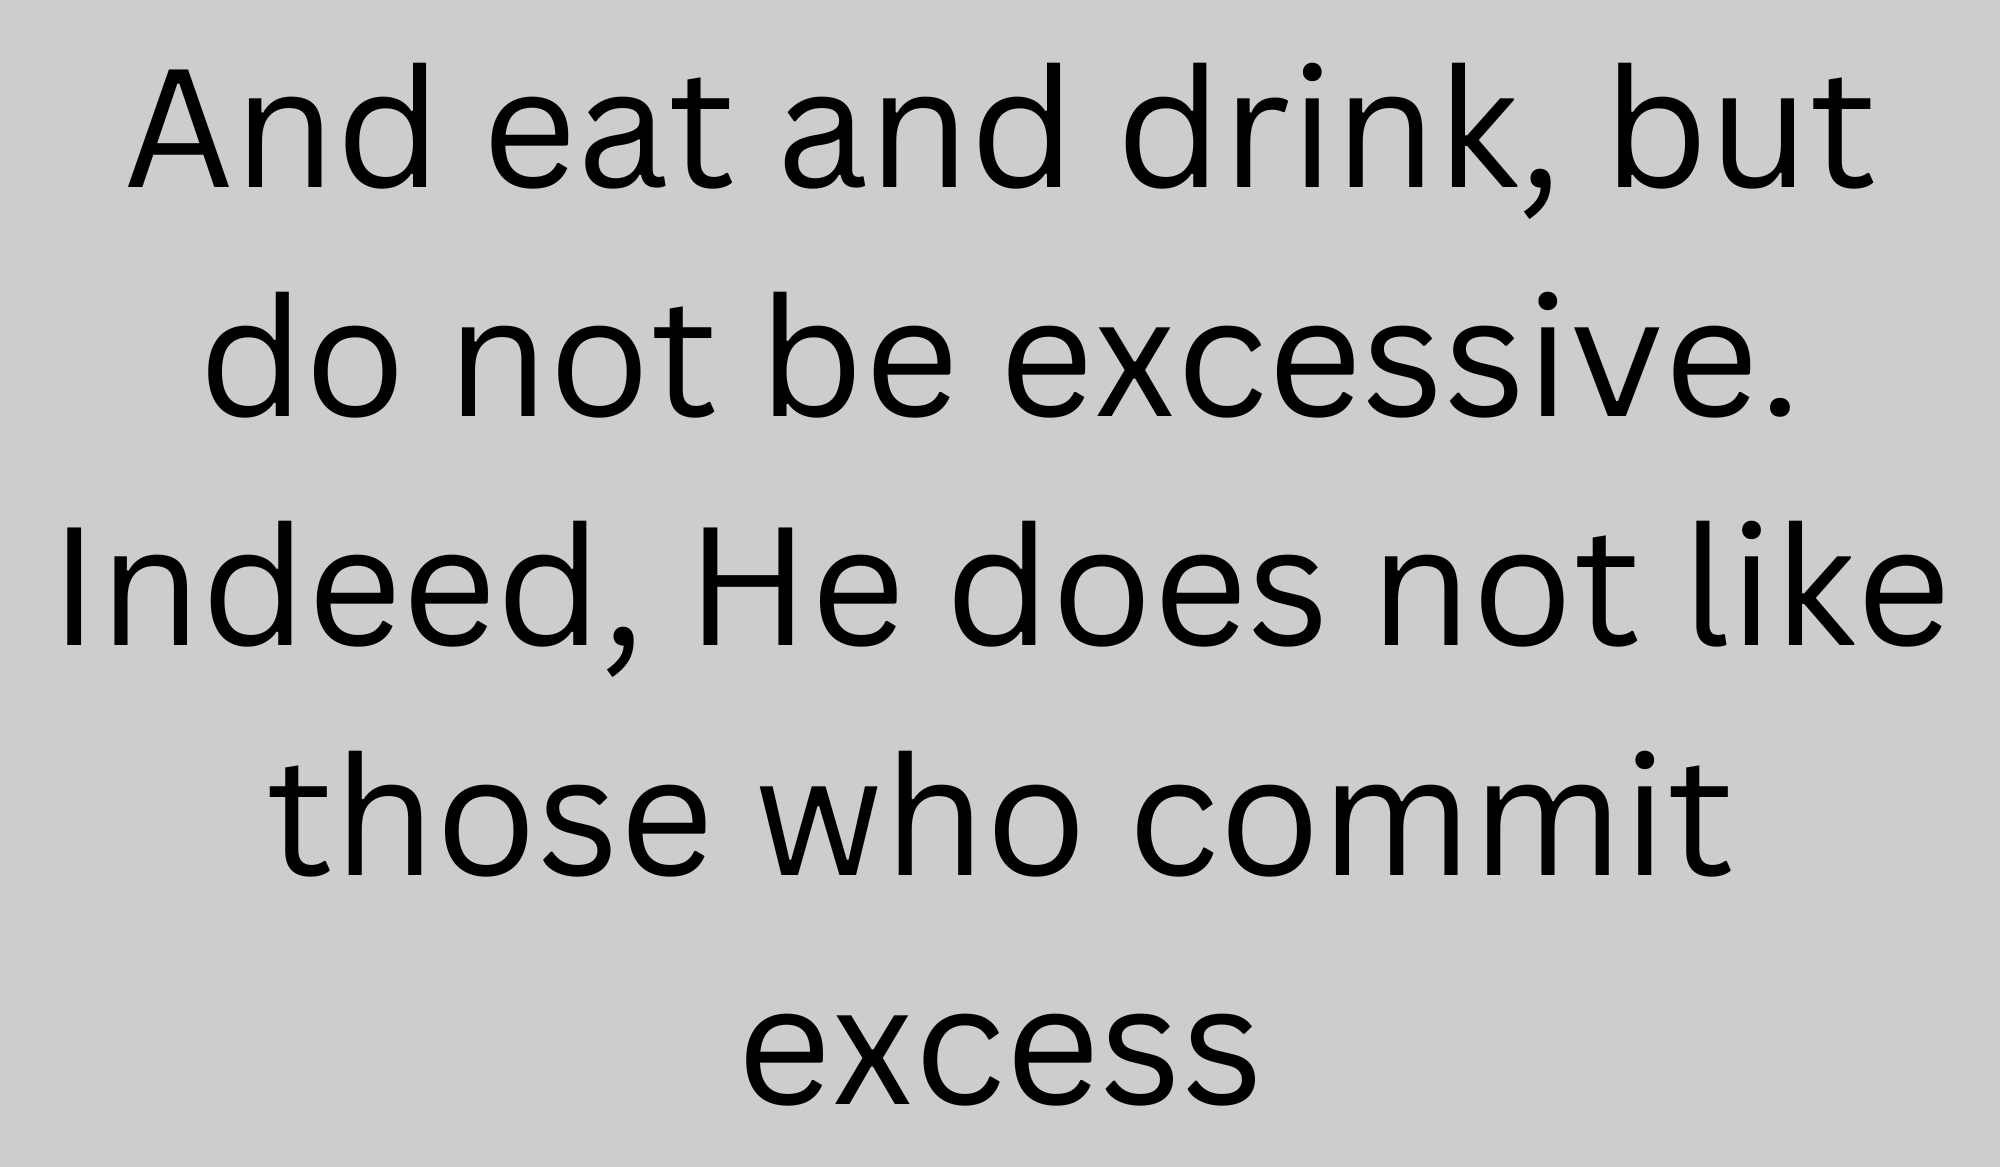 And eat and drink, but
do not be excessive.
Indeed, He does not like
those who commit
excess